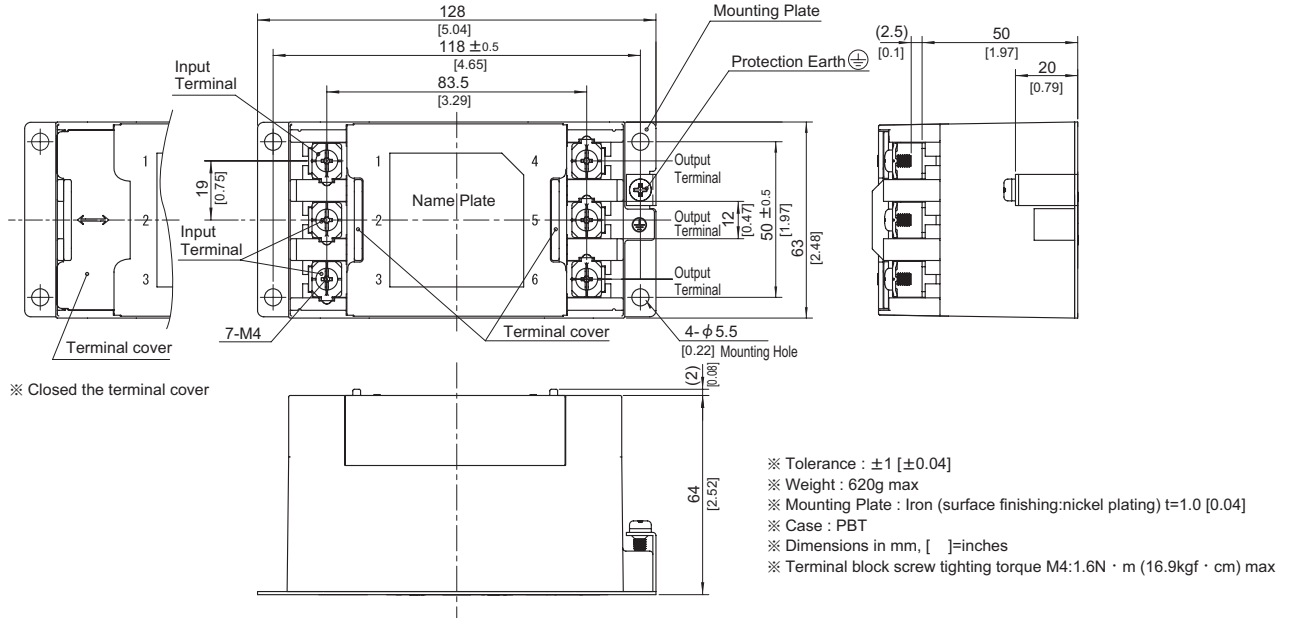 128
[5.04]
118 ±0.5
[4.65]
83.5
[3.29]
Mounting Plate
Protection Earth
(2.5)
[0.1]
50
[1.97]
20
[0.79]
Input
Terminal
1
2
3
19
[0.75]
Input
Terminal
1
2
3
Name Plate
4
5
6
Output
Terminal
Output
Terminal
Output
Terminal
12
[0.47]
50 ±0.5
[1.97]
63
[2.48]
7-M4
Terminal cover
Terminal cover
4-ϕ5.5
[0.22] Mounting Hole
※ Closed the terminal cover
(2)
[0.08]
64
[2.52]
※ Tolerance : ±1 [±0.04]
※ Weight : 620g max
※ Mounting Plate : Iron (surface finishing:nickel plating) t=1.0 [0.04]
※ Case : PBT
※ Dimensions in mm, [ ]=inches
※ Terminal block screw tighting torque M4:1.6N · m (16.9kgf · cm) max